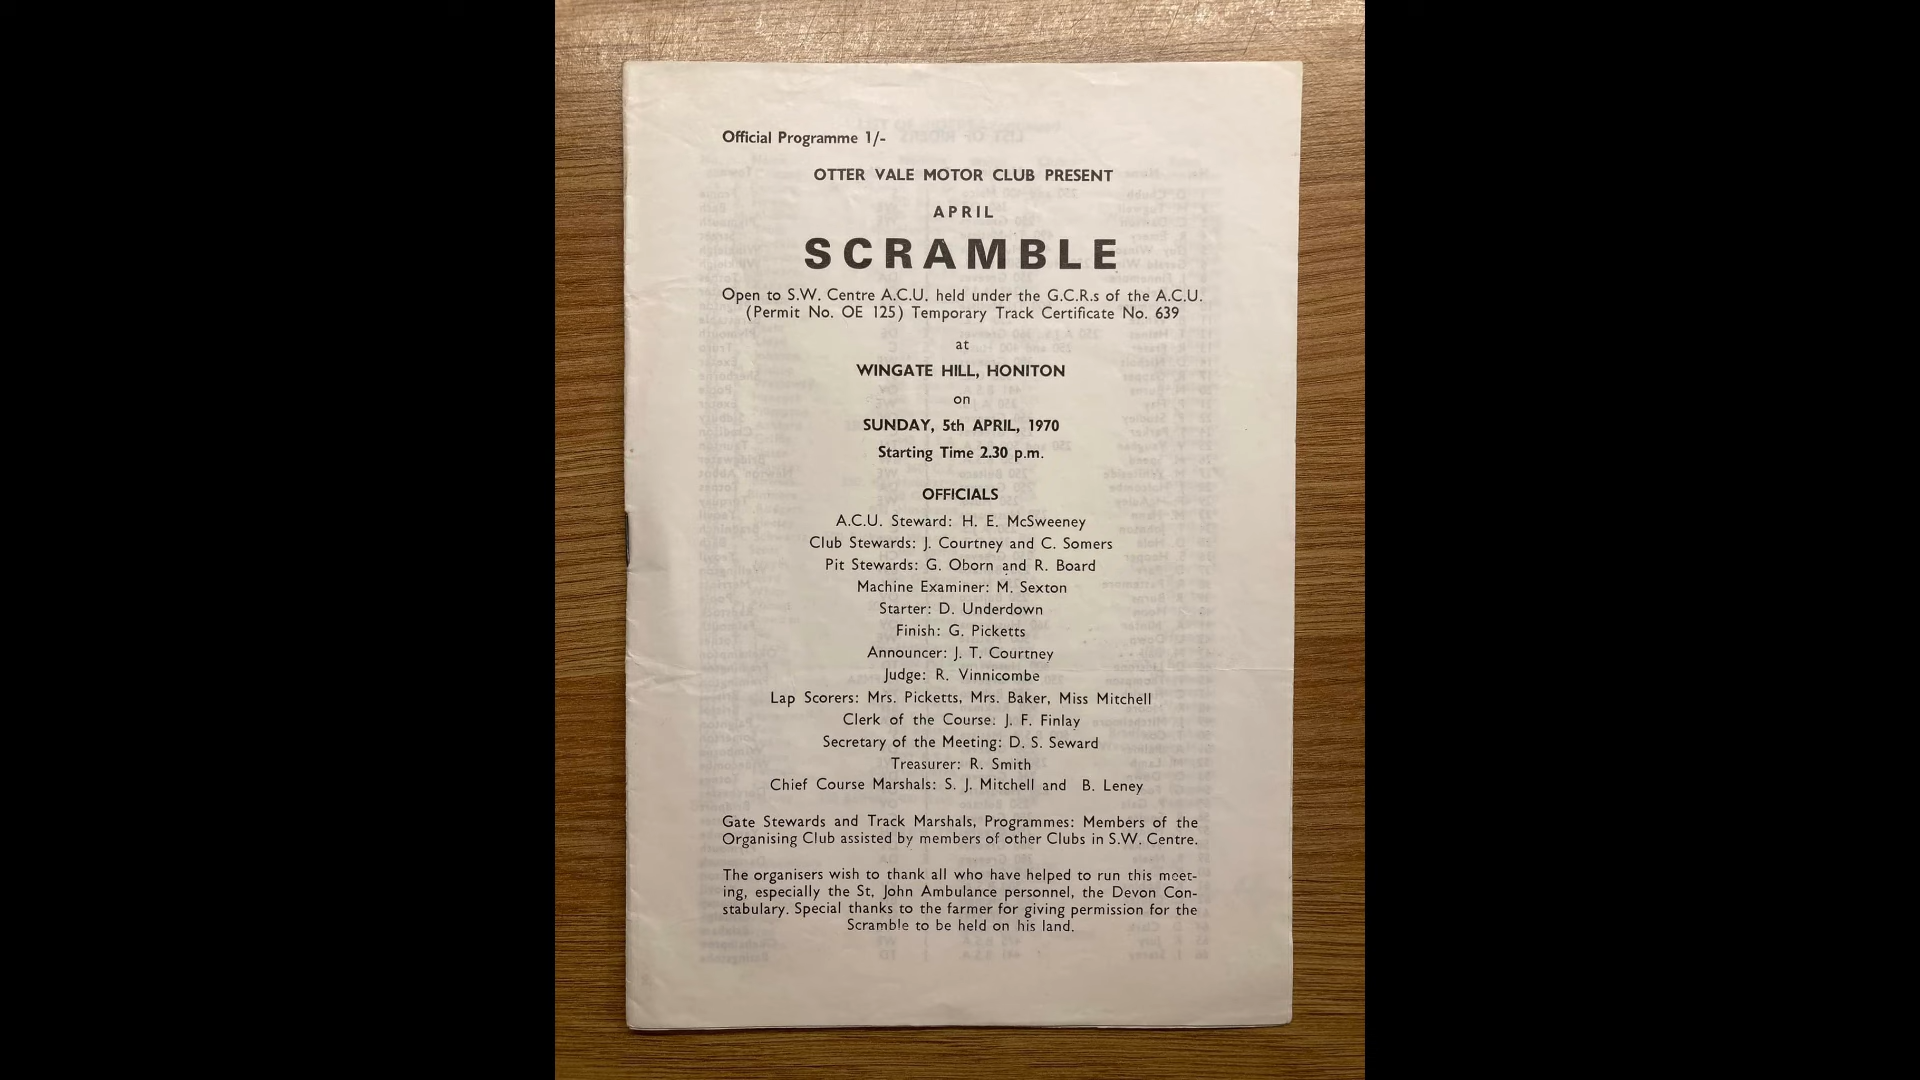 Official Programme 1/-
OTTER VALE MOTOR CLUB PRESENT
APRIL
SCRAMBLE
Open to S.W. Centre A.C.U. held under the G.C.R.s of the A.C.U.
(Permit No. OE 125) Temporary Track Certificate No. 639
at
WINGATE HILL, HONITON
on
SUNDAY, 5th APRIL, 1970
Starting Time 2.30 p.m.
OFFICIALS
A.C.U. Steward: H. E. McSweeney
Club Stewards: J. Courtney and C. Somers
Pit Stewards: G. Oborn and R. Board
Machine Examiner: M. Sexton
Starter: D. Underdown
Finish: G. Picketts
Announcer: J. T. Courtney
Judge: R. Vinnicombe
Lap Scorers: Mrs. Picketts, Mrs. Baker, Miss Mitchell
Clerk of the Course: J. F. Finlay
Secretary of the Meeting: D. S. Seward
Treasurer: R. Smith
Chief Course Marshals: S. J. Mitchell and B. Leney
Gate Stewards and Track Marshals, Programmes: Members of the
Organising Club assisted by members of other Clubs in S.W. Centre.
The organisers wish to thank all who have helped to run this meet-
ing, especially the St. John Ambulance personnel, the Devon Con-
stabulary. Special thanks to the farmer for giving permission for the
Scramble to be held on his land.